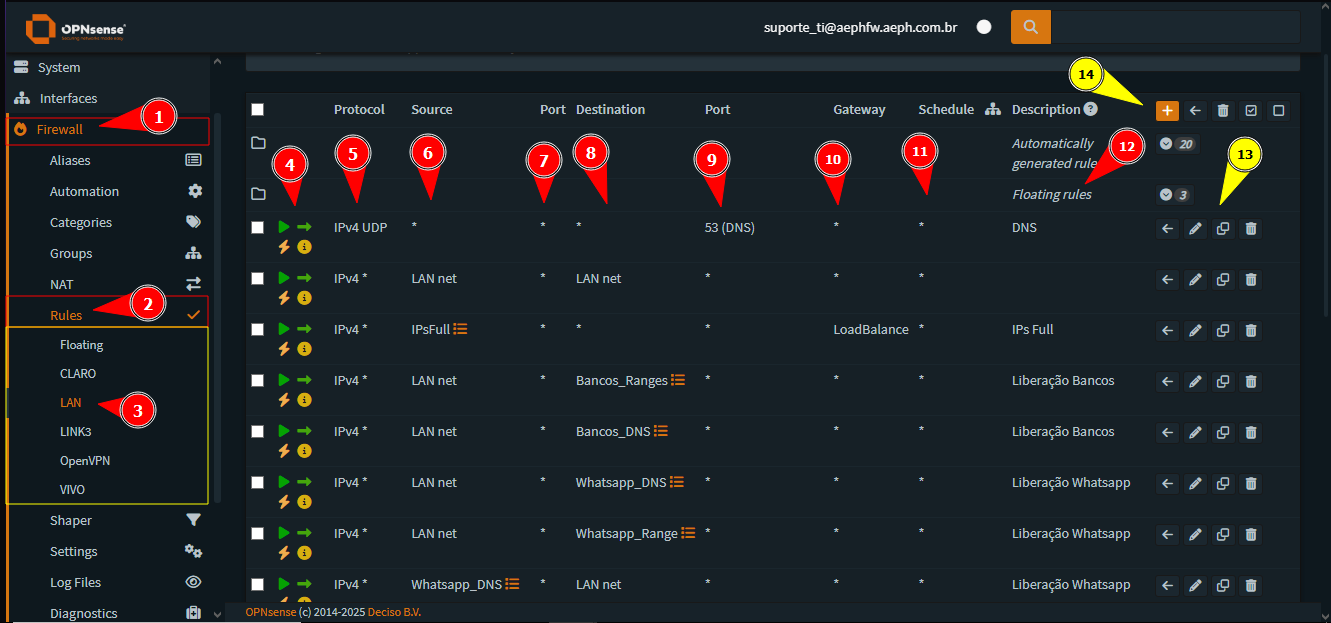 OPNsense®
securing networks made easy
suporte_ti@aephfw.aeph.com.br
System
Interfaces
Firewall
Aliases
Automation
Categories
Groups
NAT
Rules
Floating
CLARO
LAN
LINK3
OpenVPN
VIVO
Shaper
Settings
Log Files
Diagnostics
1
2
3
4
5
6
7
8
9
10
11
12
13
14
Protocol Source Port Destination Port Gateway Schedule Description ?
Automatically
generated rule 20
Floating rules 3
IPv4 UDP * * * 53 (DNS) * * DNS
IPv4 * LAN net * LAN net * * *
IPv4 * IPsFull * * * LoadBalance * IPs Full
IPv4 * LAN net * Bancos_Ranges * * * Liberação Bancos
IPv4 * LAN net * Bancos_DNS * * * Liberação Bancos
IPv4 * LAN net * Whatsapp_DNS * * * Liberação Whatsapp
IPv4 * LAN net * Whatsapp_Range * * * Liberação Whatsapp
IPv4 * Whatsapp_DNS * LAN net * * * Liberação Whatsapp
OPNsense (c) 2014-2025 Deciso B.V.